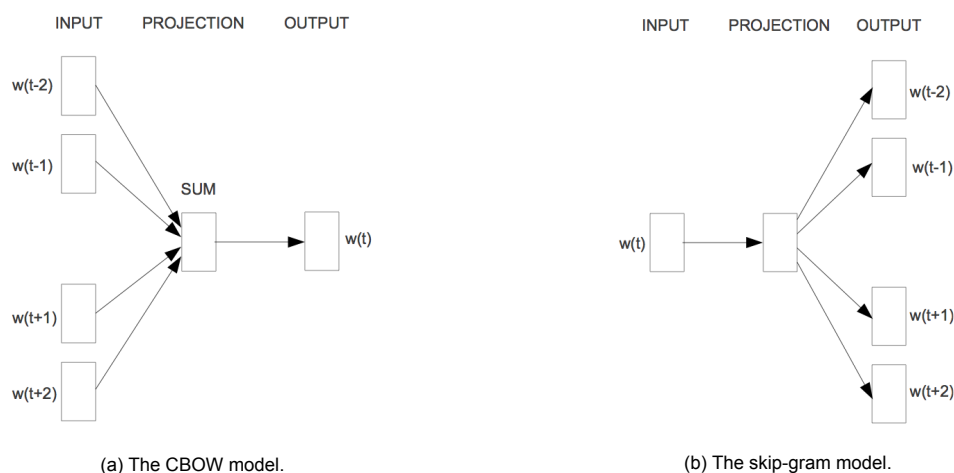 INPUT PROJECTION OUTPUT
w(t-2)
w(t-1)
SUM
w(t)
w(t+1)
w(t+2)
(a) The CBOW model.
INPUT PROJECTION OUTPUT
w(t-2)
w(t-1)
w(t)
w(t+1)
w(t+2)
(b) The skip-gram model.